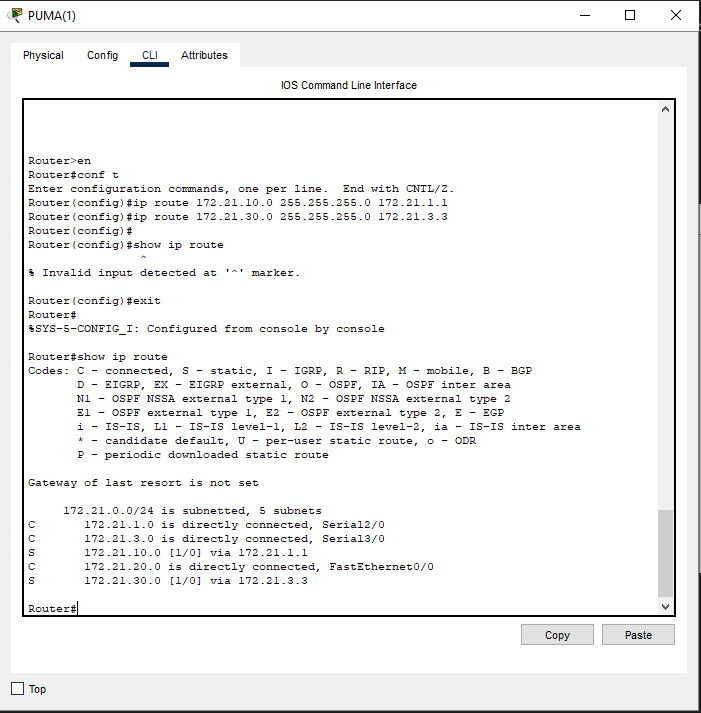 PUMA(1)
Physical Config CLI Attributes
IOS Command Line Interface
Router>en
Router#conf t
Enter configuration commands, one per line.  End with CNTL/Z.
Router(config)#ip route 172.21.10.0 255.255.255.0 172.21.1.1
Router(config)#ip route 172.21.30.0 255.255.255.0 172.21.3.3
Router(config)#
Router(config)#show ip route
^
% Invalid input detected at '^' marker.
Router(config)#exit
Router#
%SYS-5-CONFIG_I: Configured from console by console
Router#show ip route
Codes: C - connected, S - static, I - IGRP, R - RIP, M - mobile, B - BGP
D - EIGRP, EX - EIGRP external, O - OSPF, IA - OSPF inter area
N1 - OSPF NSSA external type 1, N2 - OSPF NSSA external type 2
E1 - OSPF external type 1, E2 - OSPF external type 2, E - EGP
i - IS-IS, L1 - IS-IS level-1, L2 - IS-IS level-2, ia - IS-IS inter area
* - candidate default, U - per-user static route, o - ODR
P - periodic downloaded static route
Gateway of last resort is not set
172.21.0.0/24 is subnetted, 5 subnets
C 172.21.1.0 is directly connected, Serial2/0
C 172.21.3.0 is directly connected, Serial3/0
S 172.21.10.0 [1/0] via 172.21.1.1
C 172.21.20.0 is directly connected, FastEthernet0/0
S 172.21.30.0 [1/0] via 172.21.3.3
Router#
Copy Paste
Top